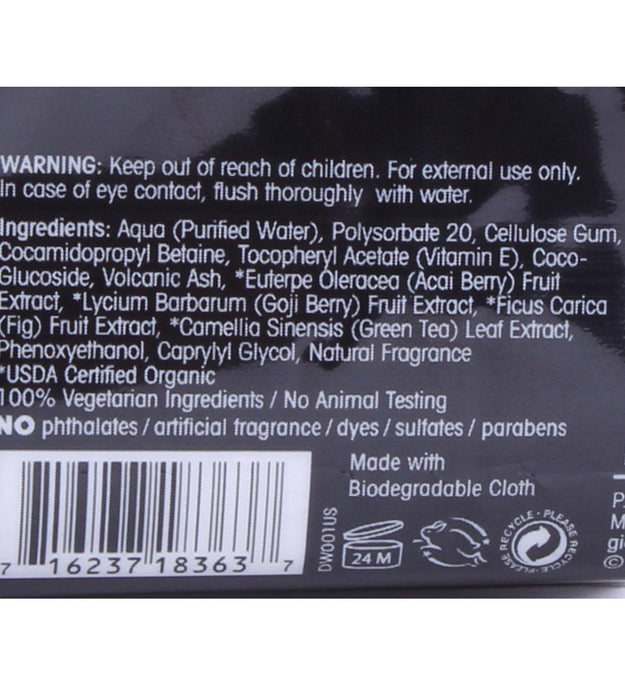 WARNING: Keep out of reach of children. For external use only.
In case of eye contact, flush thoroughly with water.
Ingredients: Aqua (Purified Water), Polysorbate 20, Cellulose Gum,
Cocamidopropyl Betaine, Tocopheryl Acetate (Vitamin E), Coco-
Glucoside, Volcanic Ash, *Euterpe Oleracea (Acai Berry) Fruit
Extract, *Lycium Barbarum (Goji Berry) Fruit Extract, *Ficus Carica
(Fig) Fruit Extract, *Camellia Sinensis (Green Tea) Leaf Extract,
Phenoxyethanol, Caprylyl Glycol, Natural Fragrance
*USDA Certified Organic
100% Vegetarian Ingredients / No Animal Testing
NO phthalates / artificial fragrance / dyes / sulfates / parabens
Made with
Biodegradable Cloth
7 16237 18363 7
DW001US
24 M
PLEASE RECYCLE • PLEASE RECYCLE •
©